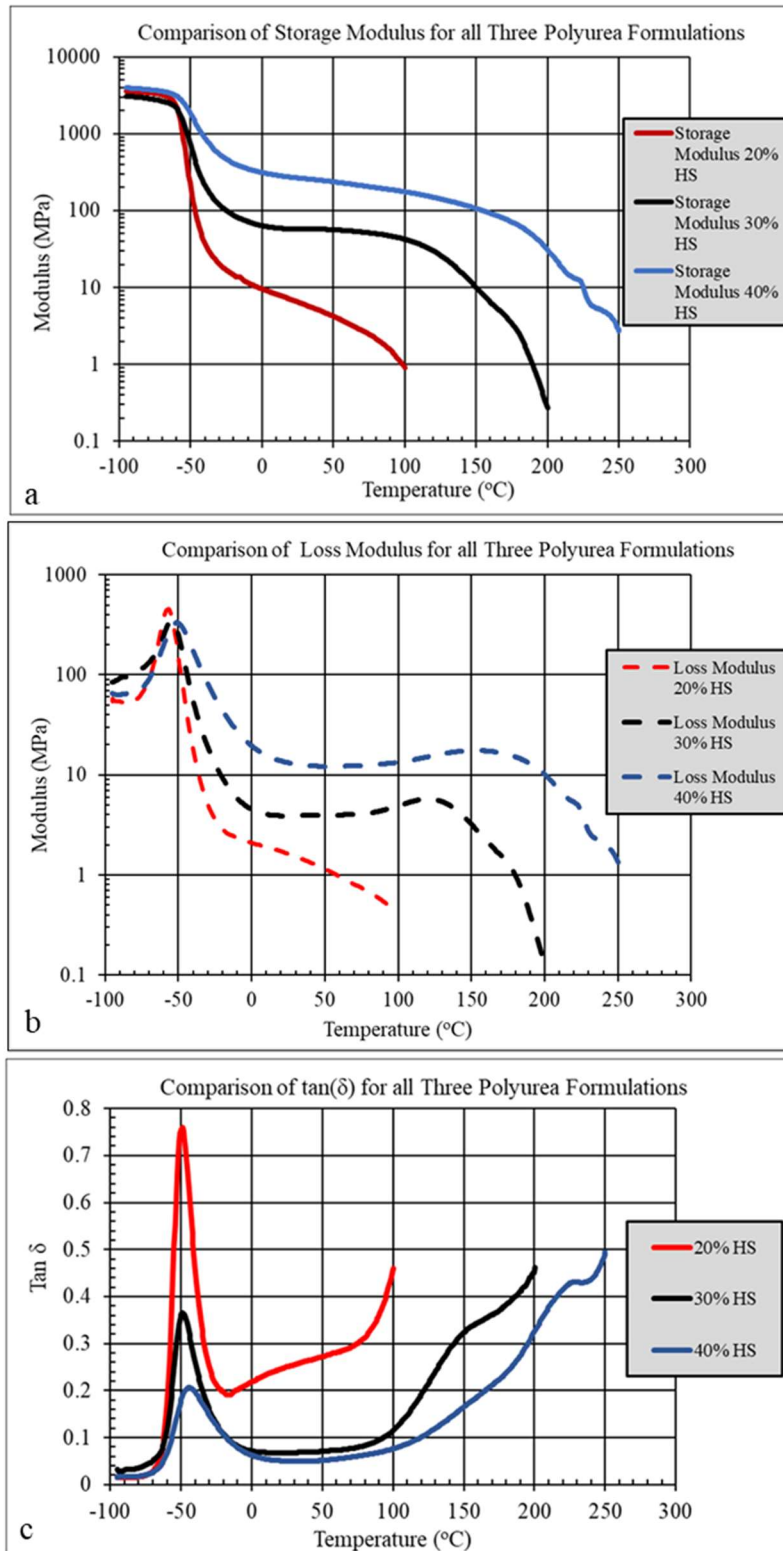 Comparison of Storage Modulus for all Three Polyurea Formulations
10000
1000
100
10
1
0.1
Modulus (MPa)
-100 -50 0 50 100 150 200 250 300
Temperature (°C)
Storage
Modulus 20%
HS
Storage
Modulus 30%
HS
Storage
Modulus 40%
HS
a
Comparison of Loss Modulus for all Three Polyurea Formulations
1000
100
10
1
0.1
Modulus (MPa)
-100 -50 0 50 100 150 200 250 300
Temperature (°C)
Loss Modulus
20% HS
Loss Modulus
30% HS
Loss Modulus
40% HS
b
Comparison of tan(δ) for all Three Polyurea Formulations
0.8
0.7
0.6
0.5
0.4
0.3
0.2
0.1
0
Tan δ
-100 -50 0 50 100 150 200 250 300
Temperature (°C)
20% HS
30% HS
40% HS
c